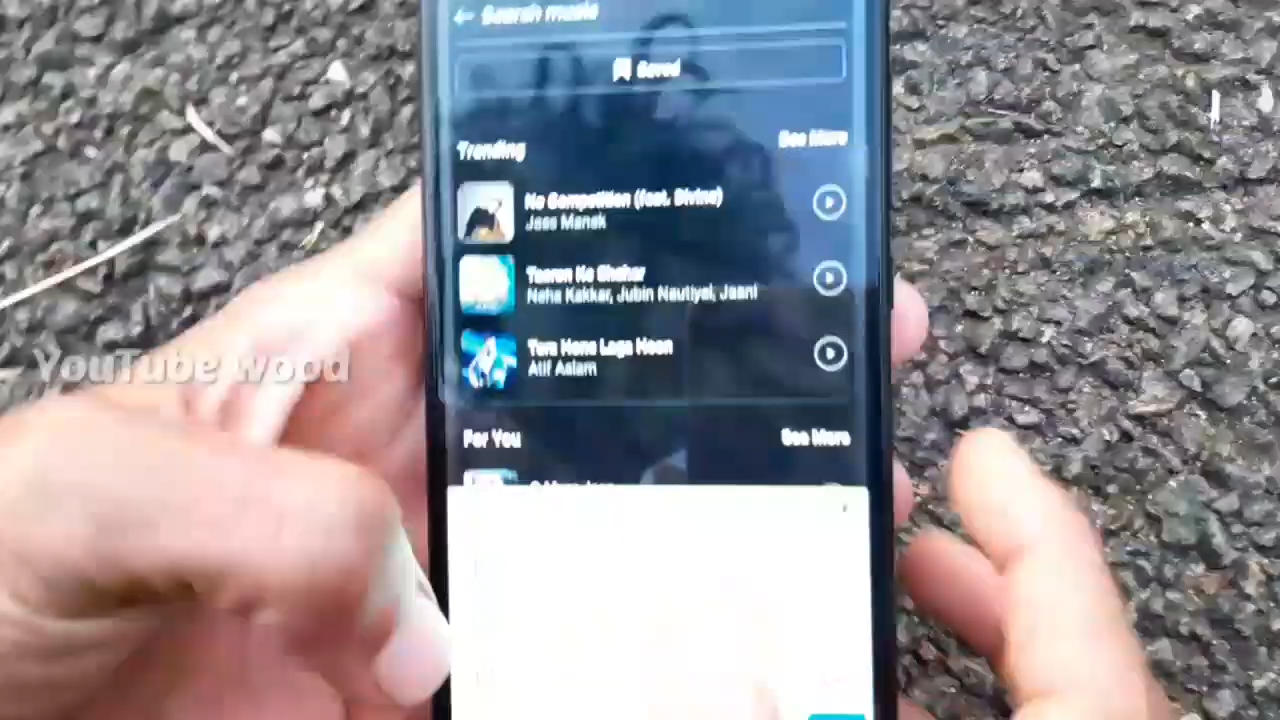 Search music
Saved
Trending
See More
No Competition (feat. Divine)
Jass Manak
Taaron Ke Shehar
Neha Kakkar, Jubin Nautiyal, Jaani
Tera Hone Laga Hoon
Atif Aslam
YouTube wood
For You
See More